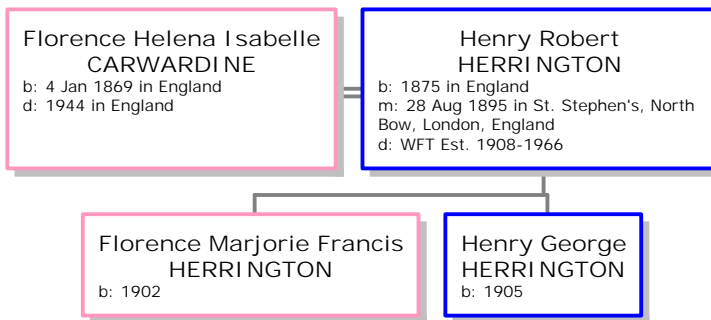 Florence Helena Isabelle
CARWARDINE
b: 4 Jan 1869 in England
d: 1944 in England
Henry Robert
HERRINGTON
b: 1875 in England
m: 28 Aug 1895 in St. Stephen's, North
Bow, London, England
d: WFT Est. 1908-1966
Florence Marjorie Francis
HERRINGTON
b: 1902
Henry George
HERRINGTON
b: 1905